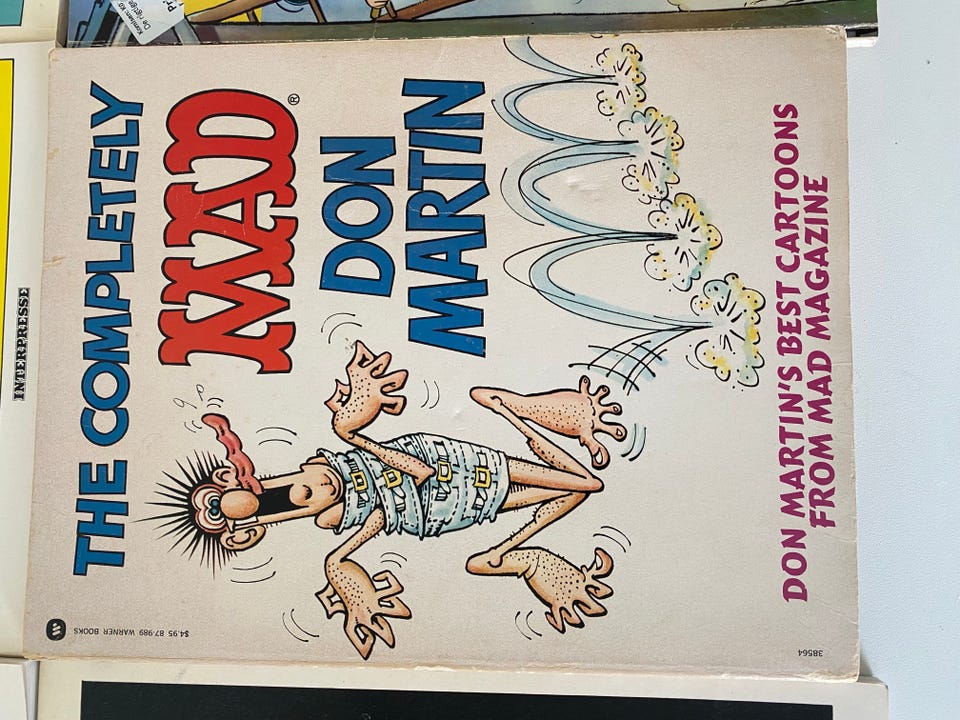 THE COMPLETELY
MAD®
DON
MARTIN
DON MARTIN'S BEST CARTOONS
FROM MAD MAGAZINE
$4.95 87-989 WARNER BOOKS
38564
INTERPRESSE